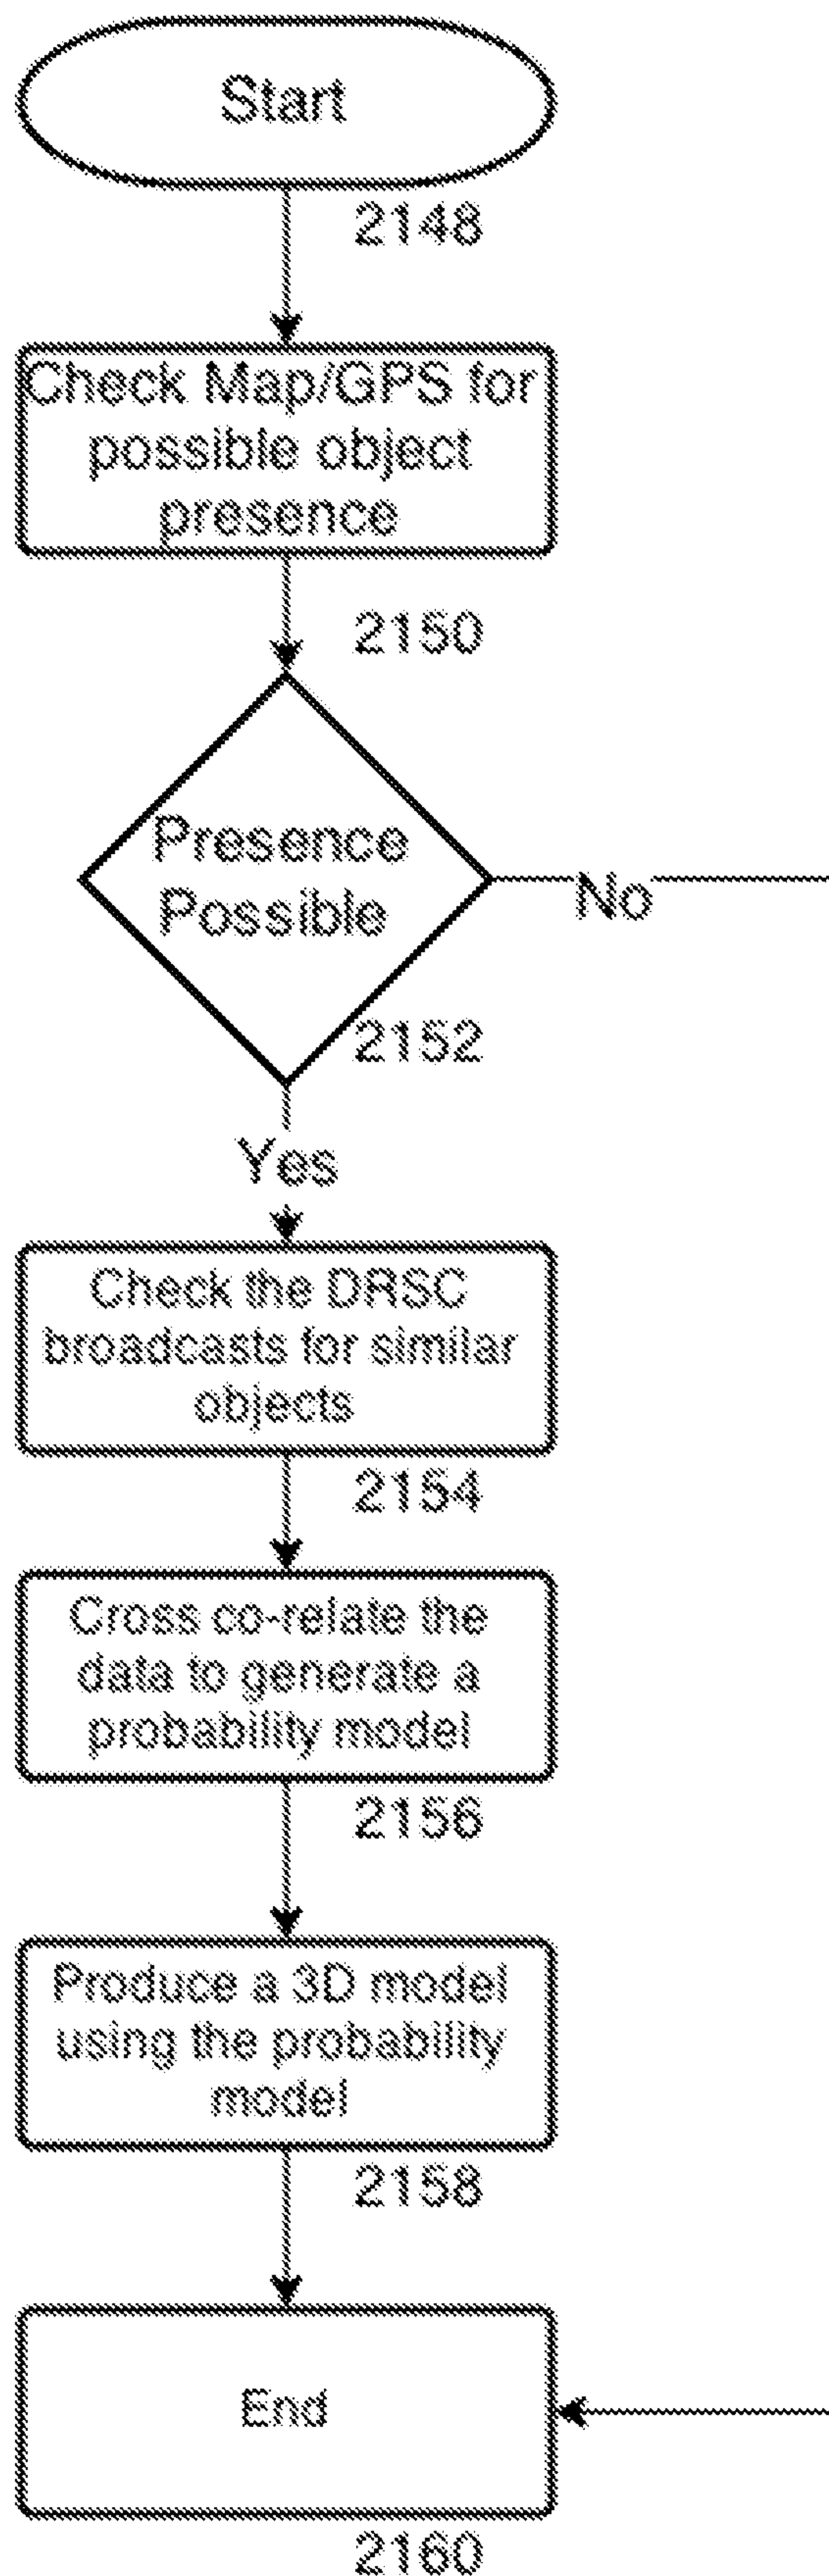 Start
2148
Check Map/GPS for
possible object
presence
2150
Presence
Possible
No
2152
Yes
Check the DRSC
broadcasts for similar
objects
2154
Cross co-relate the
data to generate a
probability model
2156
Produce a 3D model
using the probability
model
2158
End
2160